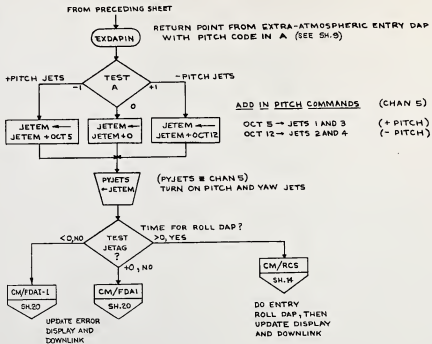 FROM PRECEDING SHEET
EXDAPIN
RETURN POINT FROM EXTRA-ATMOSPHERIC ENTRY DAP
WITH PITCH CODE IN A (SEE SH.9)
+PITCH JETS
-PITCH JETS
TEST
A
-1
0
+1
JETEM ←
JETEM + OCT 5
JETEM ←
JETEM + 0
JETEM ←
JETEM + OCT 12
ADD IN PITCH COMMANDS (CHAN 5)
OCT 5 → JETS 1 AND 3 (+ PITCH)
OCT 12 → JETS 2 AND 4 (- PITCH)
PYJETS
← JETEM
(PYJETS ≡ CHAN 5)
TURN ON PITCH AND YAW JETS
TIME FOR ROLL DAP?
<0, NO
>0, YES
TEST
JETAG
?
+0, NO
CM/FDAI-1
SH.20
CM/FDAI
SH.20
CM/RCS
SH.14
UPDATE ERROR
DISPLAY AND
DOWNLINK
DO ENTRY
ROLL DAP, THEN
UPDATE DISPLAY
AND DOWNLINK